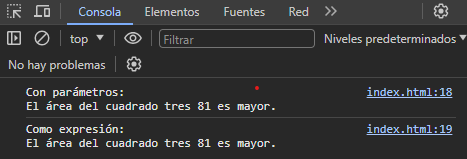 Consola Elementos Fuentes Red »
top Filtrar Niveles predeterminados
No hay problemas
Con parámetros: index.html:18
El área del cuadrado tres 81 es mayor.
Como expresión: index.html:19
El área del cuadrado tres 81 es mayor.